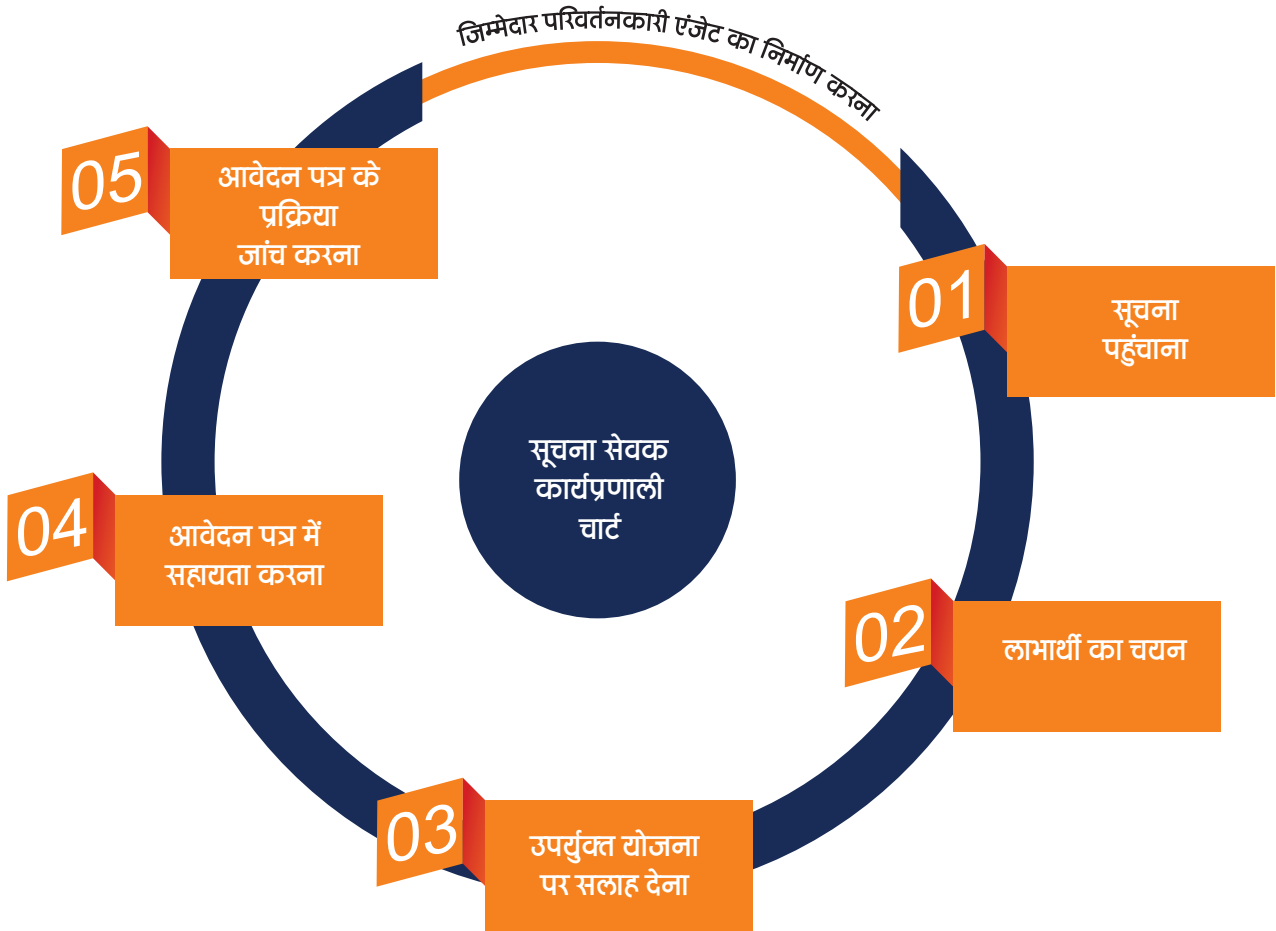 जिम्मेदार परिवर्तनकारी एंजेट का निर्माण करना
01
सूचना
पहुंचाना
02
लाभार्थी का चयन
03
उपर्युक्त योजना
पर सलाह देना
04
आवेदन पत्र में
सहायता करना
05
आवेदन पत्र के
प्रक्रिया
जांच करना
सूचना सेवक
कार्यप्रणाली
चार्ट